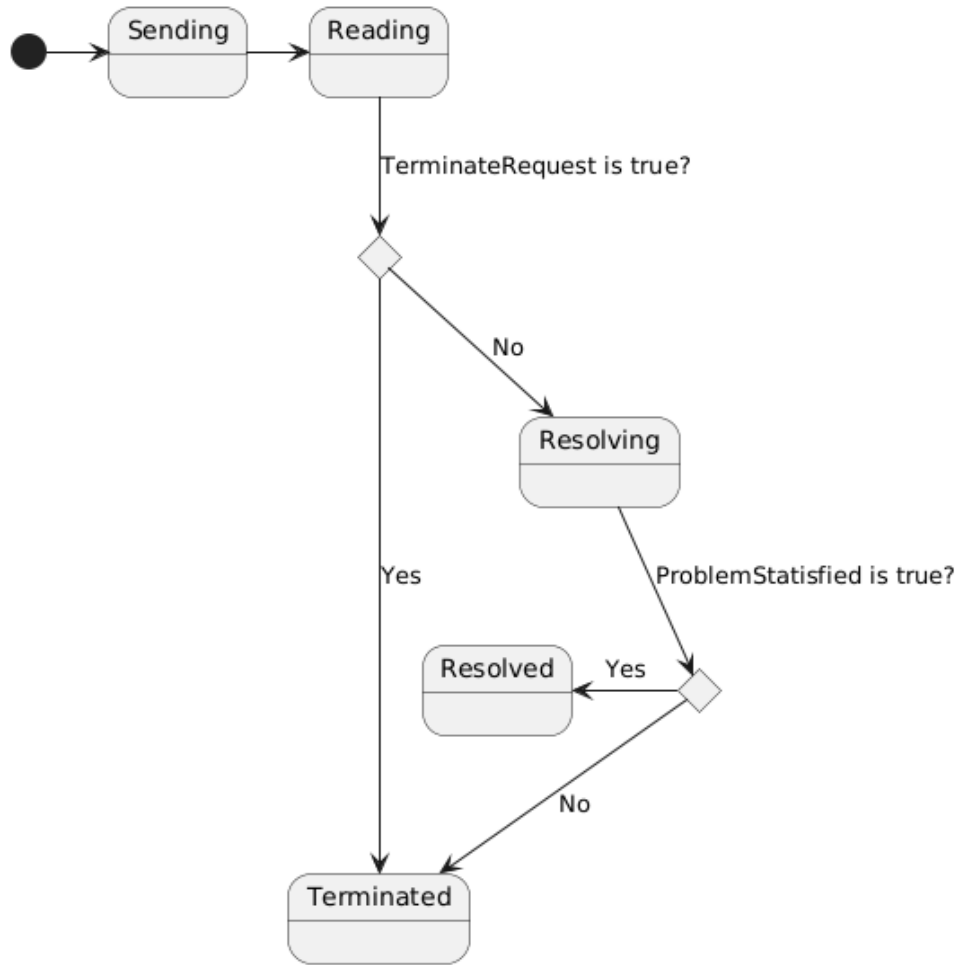 Sending
Reading
TerminateRequest is true?
No
Resolving
Yes
ProblemStatisfied is true?
Resolved
Yes
No
Terminated